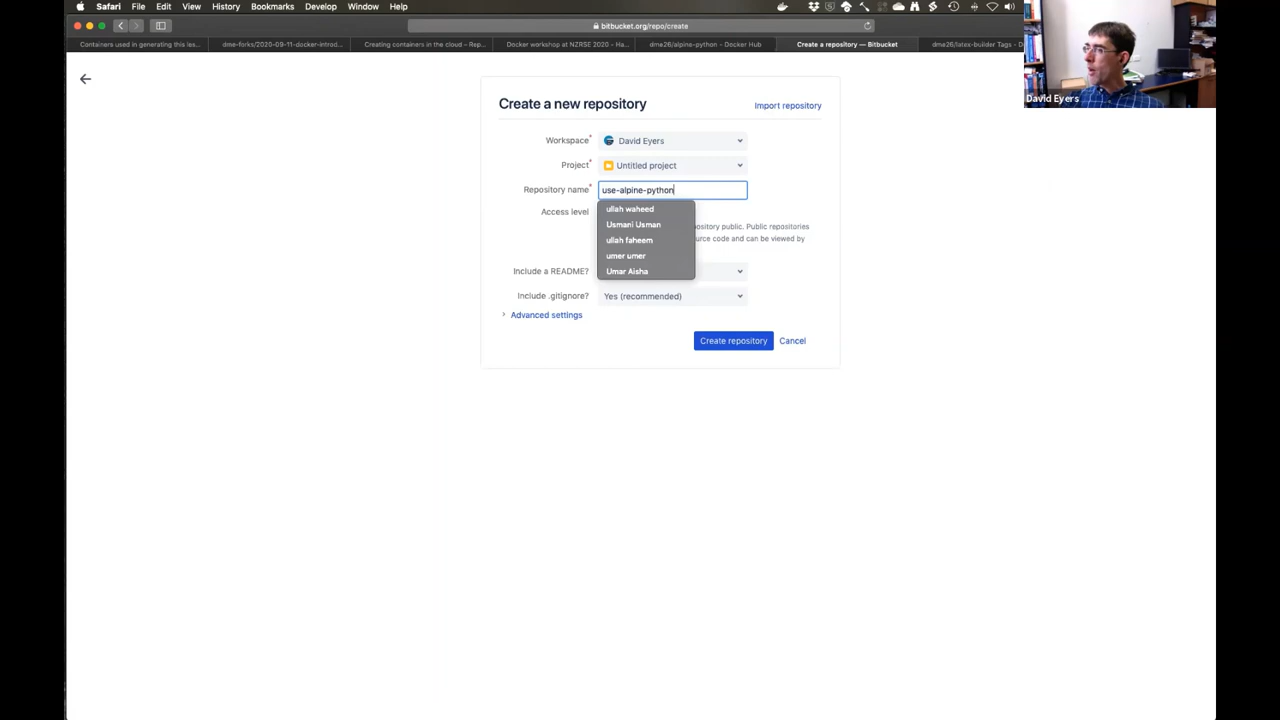 Safari File Edit View History Bookmarks Develop Window Help
bitbucket.org/repo/create
Containers used in generating this les...
dme-forks/2020-09-11-docker-introd...
Creating containers in the cloud – Rep...
Docker workshop at NZRSE 2020 - Ha...
dme26/alpine-python - Docker Hub
Create a repository — Bitbucket
dme26/latex-builder Tags - D
David Eyers
Create a new repository
Import repository
Workspace* David Eyers
Project* Untitled project
Repository name* use-alpine-python
ullah waheed
Access level
Usmani Usman
ository public. Public repositories
ullah faheem
urce code and can be viewed by
umer umer
Include a README? Umar Aisha
Include .gitignore? Yes (recommended)
Advanced settings
Create repository Cancel